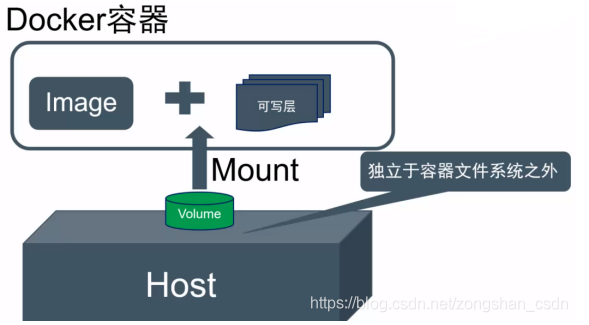 Docker容器
Image
可写层
Mount
独立于容器文件系统之外
Volume
Host
https://blog.csdn.net/zongshan_csdn